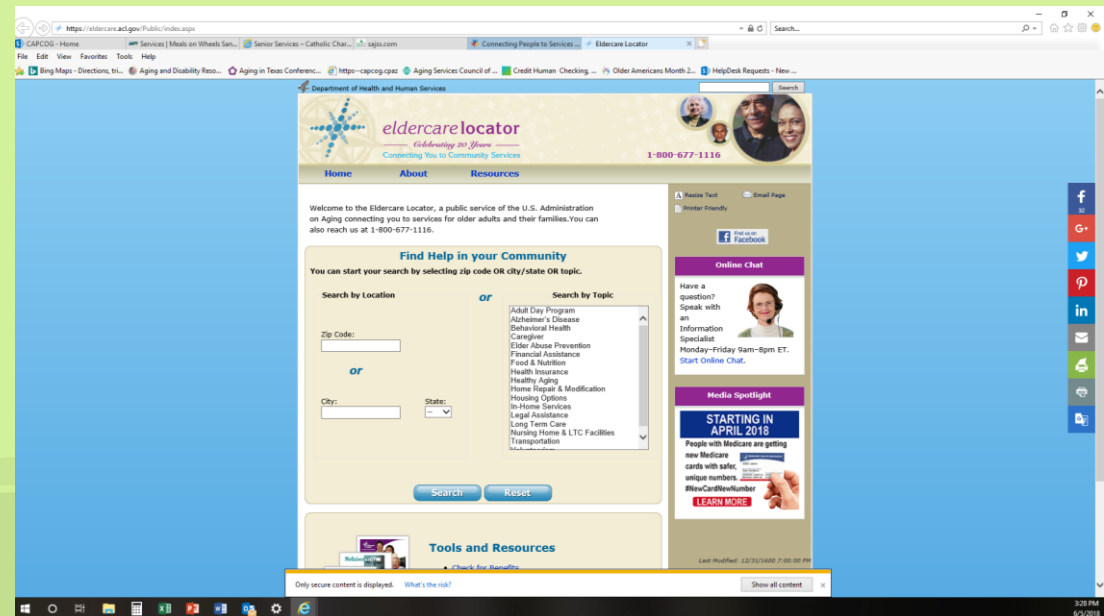 https://eldercare.acl.gov/Public/index.aspx
Search...
CAPCOG - Home
Services | Meals on Wheels San...
Senior Services – Catholic Char...
sajss.com
Connecting People to Services ...
Eldercare Locator
File Edit View Favorites Tools Help
Bing Maps - Directions, tri...
Aging and Disability Reso...
Aging in Texas Conferenc...
https--capcog.cpaz
Aging Services Council of ...
Credit Human Checking, ...
Older Americans Month 2...
HelpDesk Requests - New ...
Department of Health and Human Services
Search
eldercare locator
Celebrating 20 Years
Connecting You to Community Services
1-800-677-1116
Home About Resources
Welcome to the Eldercare Locator, a public service of the U.S. Administration
on Aging connecting you to services for older adults and their families.You can
also reach us at 1-800-677-1116.
Find Help in your Community
You can start your search by selecting zip code OR city/state OR topic.
Search by Location
Zip Code:
or
City:
State:
--
or
Search by Topic
Adult Day Program
Alzheimer's Disease
Behavioral Health
Caregiver
Elder Abuse Prevention
Financial Assistance
Food & Nutrition
Health Insurance
Healthy Aging
Home Repair & Modification
Housing Options
In-Home Services
Legal Assistance
Long Term Care
Nursing Home & LTC Facilities
Transportation
Search
Reset
Tools and Resources
Check for Benefits
Resize Text
Email Page
Printer Friendly
Find us on
Facebook
Online Chat
Have a
question?
Speak with
an
Information
Specialist
Monday–Friday 9am–8pm ET.
Start Online Chat.
Media Spotlight
STARTING IN
APRIL 2018
People with Medicare are getting
new Medicare
cards with safer,
unique numbers.
#NewCardNewNumber
LEARN MORE
Last Modified: 12/31/1600 7:00:00 PM
f
32
G+
in
Only secure content is displayed. What's the risk?
Show all content
3:28 PM
6/5/2018